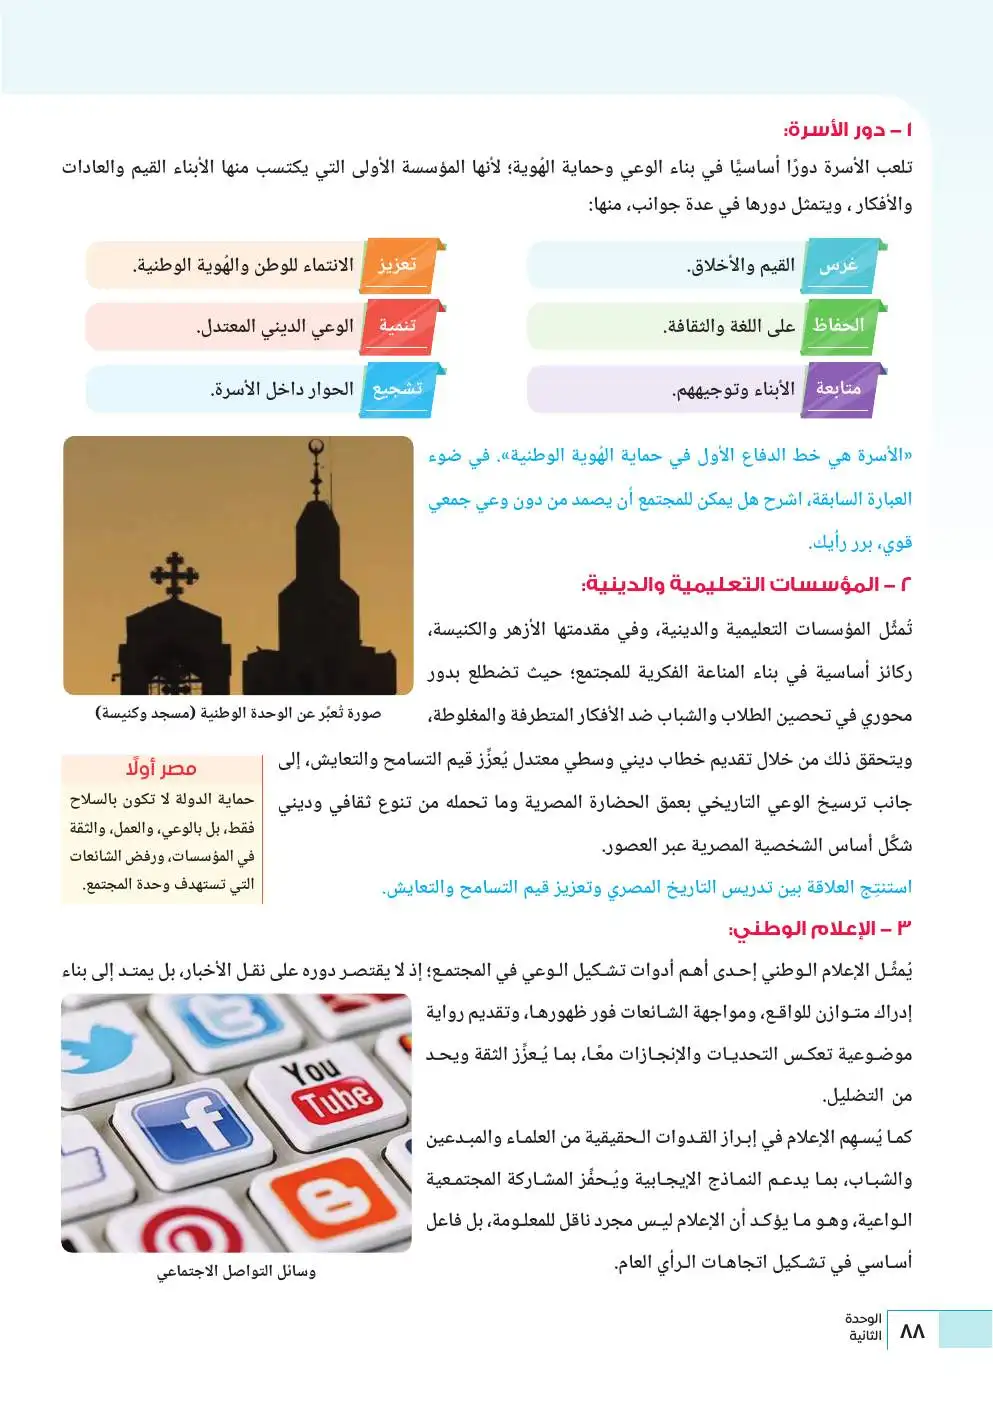 ١ – دور الأسرة:
تلعب الأسرة دورًا أساسيًّا في بناء الوعي وحماية الهُوية؛ لأنها المؤسسة الأولى التي يكتسب منها الأبناء القيم والعادات
والأفكار ، ويتمثل دورها في عدة جوانب، منها:
غرس القيم والأخلاق.
تعزيز الانتماء للوطن والهُوية الوطنية.
الحفاظ على اللغة والثقافة.
تنمية الوعي الديني المعتدل.
متابعة الأبناء وتوجيههم.
تشجيع الحوار داخل الأسرة.
«الأسرة هي خط الدفاع الأول في حماية الهُوية الوطنية». في ضوء
العبارة السابقة، اشرح هل يمكن للمجتمع أن يصمد من دون وعي جمعي
قوي، برر رأيك.
صورة تُعبِّر عن الوحدة الوطنية (مسجد وكنيسة)
٢ – المؤسسات التعليمية والدينية:
تُمثِّل المؤسسات التعليمية والدينية، وفي مقدمتها الأزهر والكنيسة،
ركائز أساسية في بناء المناعة الفكرية للمجتمع؛ حيث تضطلع بدور
محوري في تحصين الطلاب والشباب ضد الأفكار المتطرفة والمغلوطة،
ويتحقق ذلك من خلال تقديم خطاب ديني وسطي معتدل يُعزِّز قيم التسامح والتعايش، إلى
جانب ترسيخ الوعي التاريخي بعمق الحضارة المصرية وما تحمله من تنوع ثقافي وديني
شكَّل أساس الشخصية المصرية عبر العصور.
استنتِج العلاقة بين تدريس التاريخ المصري وتعزيز قيم التسامح والتعايش.
مصر أولًا
حماية الدولة لا تكون بالسلاح
فقط، بل بالوعي، والعمل، والثقة
في المؤسسات، ورفض الشائعات
التي تستهدف وحدة المجتمع.
٣ – الإعلام الوطني:
يُمثِّل الإعلام الوطني إحدى أهم أدوات تشكيل الوعي في المجتمع؛ إذ لا يقتصر دوره على نقل الأخبار، بل يمتد إلى بناء
إدراك متوازن للواقع، ومواجهة الشائعات فور ظهورها، وتقديم رواية
موضوعية تعكس التحديات والإنجازات معًا، بما يُعزِّز الثقة ويحد
من التضليل.
كما يُسهِم الإعلام في إبراز القدوات الحقيقية من العلماء والمبدعين
والشباب، بما يدعم النماذج الإيجابية ويُحفِّز المشاركة المجتمعية
الواعية، وهو ما يؤكد أن الإعلام ليس مجرد ناقل للمعلومة، بل فاعل
أساسي في تشكيل اتجاهات الرأي العام.
You
Tube
وسائل التواصل الاجتماعي
الوحدة
الثانية
٨٨